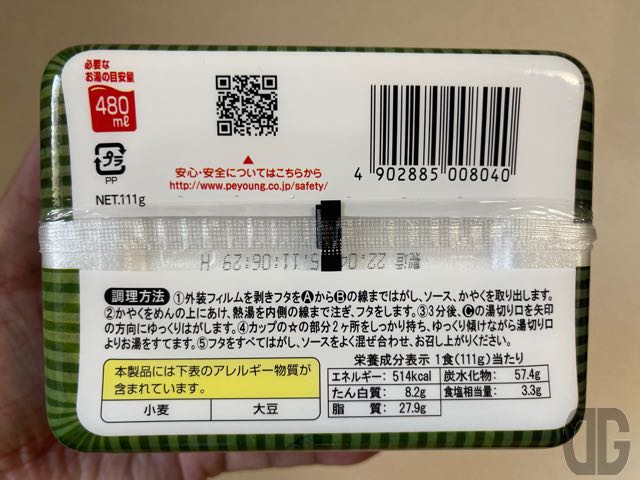 必要な
お湯の目安量
480
ml
プラ
PP
NET.111g
安心・安全についてはこちらから
http://www.peyoung.co.jp/safety/
4 902885 008040
調理方法 ①外装フィルムを剥きフタをⒶからⒷの線まではがし、ソース、かやくを取り出します。
②かやくをめんの上にあけ、熱湯を内側の線まで注ぎ、フタをします。③3分後、Ⓒの湯切り口を矢印
の方向にゆっくりはがします。④カップの☆の部分2ヶ所をしっかり持ち、ゆっくり傾けながら湯切り口
よりお湯をすてます。⑤フタをすべてはがし、ソースをよく混ぜ合わせ、お召し上がりください。
本製品には下表のアレルギー物質が
含まれています。
小麦 大豆
栄養成分表示 1食(111g)当たり
エネルギー: 514kcal 炭水化物: 57.4g
たん白質: 8.2g 食塩相当量: 3.3g
脂質: 27.9g
DG